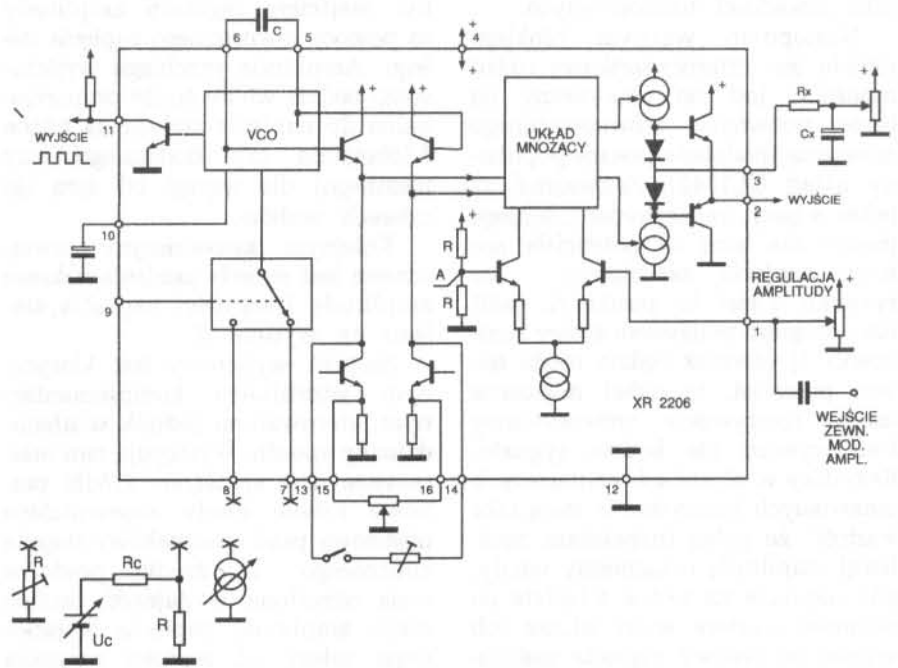 C
6
5
4
11
VCO
UKŁAD
MNOŻĄCY
Rx
Cx
WYJŚCIE
3
2
WYJŚCIE
10
R
A
R
REGULACJA
AMPLITUDY
9
1
XR 2206
WEJŚCIE
ZEWN.
MOD.
AMPL.
8
7
13
15
16
14
12
R
Rc
R
Uc